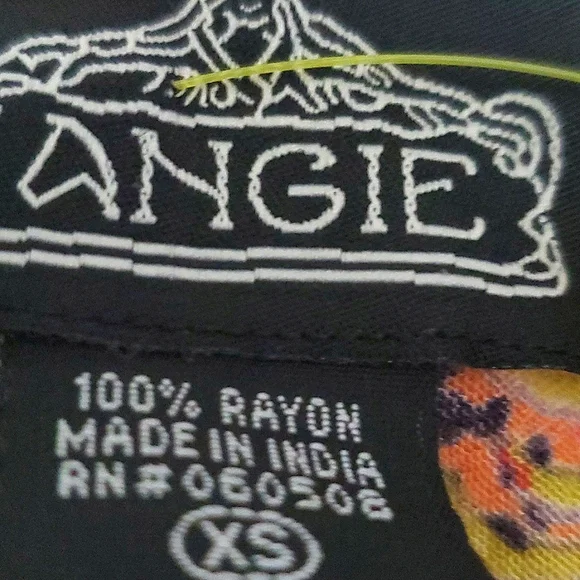 ANGIE
100% RAYON
MADE IN INDIA
RN#060508
XS